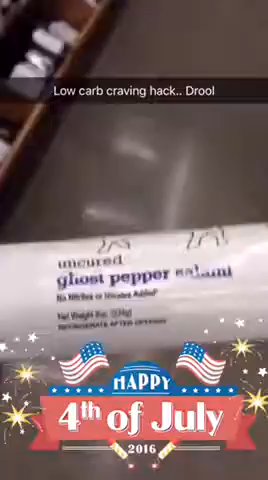 Low carb craving hack.. Drool
uncured
ghost pepper salami
No Nitrites or Nitrates Added*
Net Weight 8oz. (226g)
REFRIGERATE AFTER OPENING
HAPPY
4th of July
2016